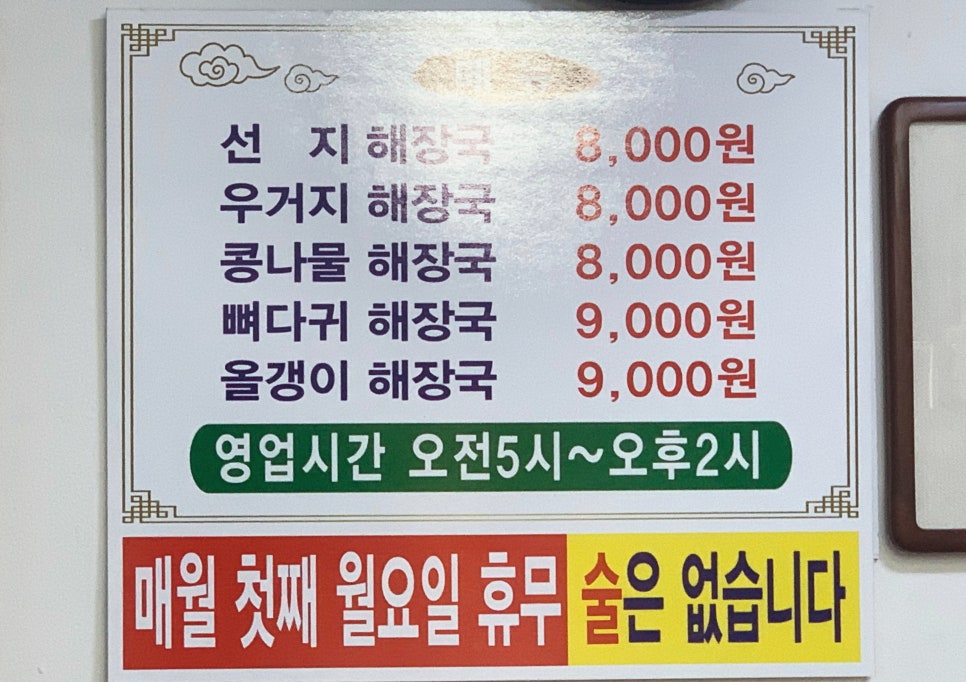 메 뉴
선 지 해장국 8,000원
우거지 해장국 8,000원
콩나물 해장국 8,000원
뼈다귀 해장국 9,000원
올갱이 해장국 9,000원
영업시간 오전5시~오후2시
매월 첫째 월요일 휴무 술은 없습니다